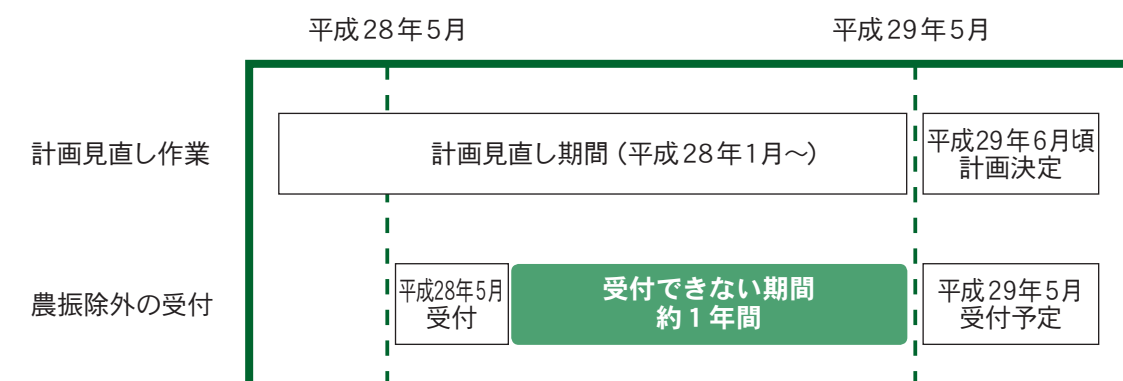 平成28年5月
平成29年5月
計画見直し作業
計画見直し期間（平成28年1月～）
平成29年6月頃
計画決定
農振除外の受付
平成28年5月
受付
受付できない期間
約1年間
平成29年5月
受付予定